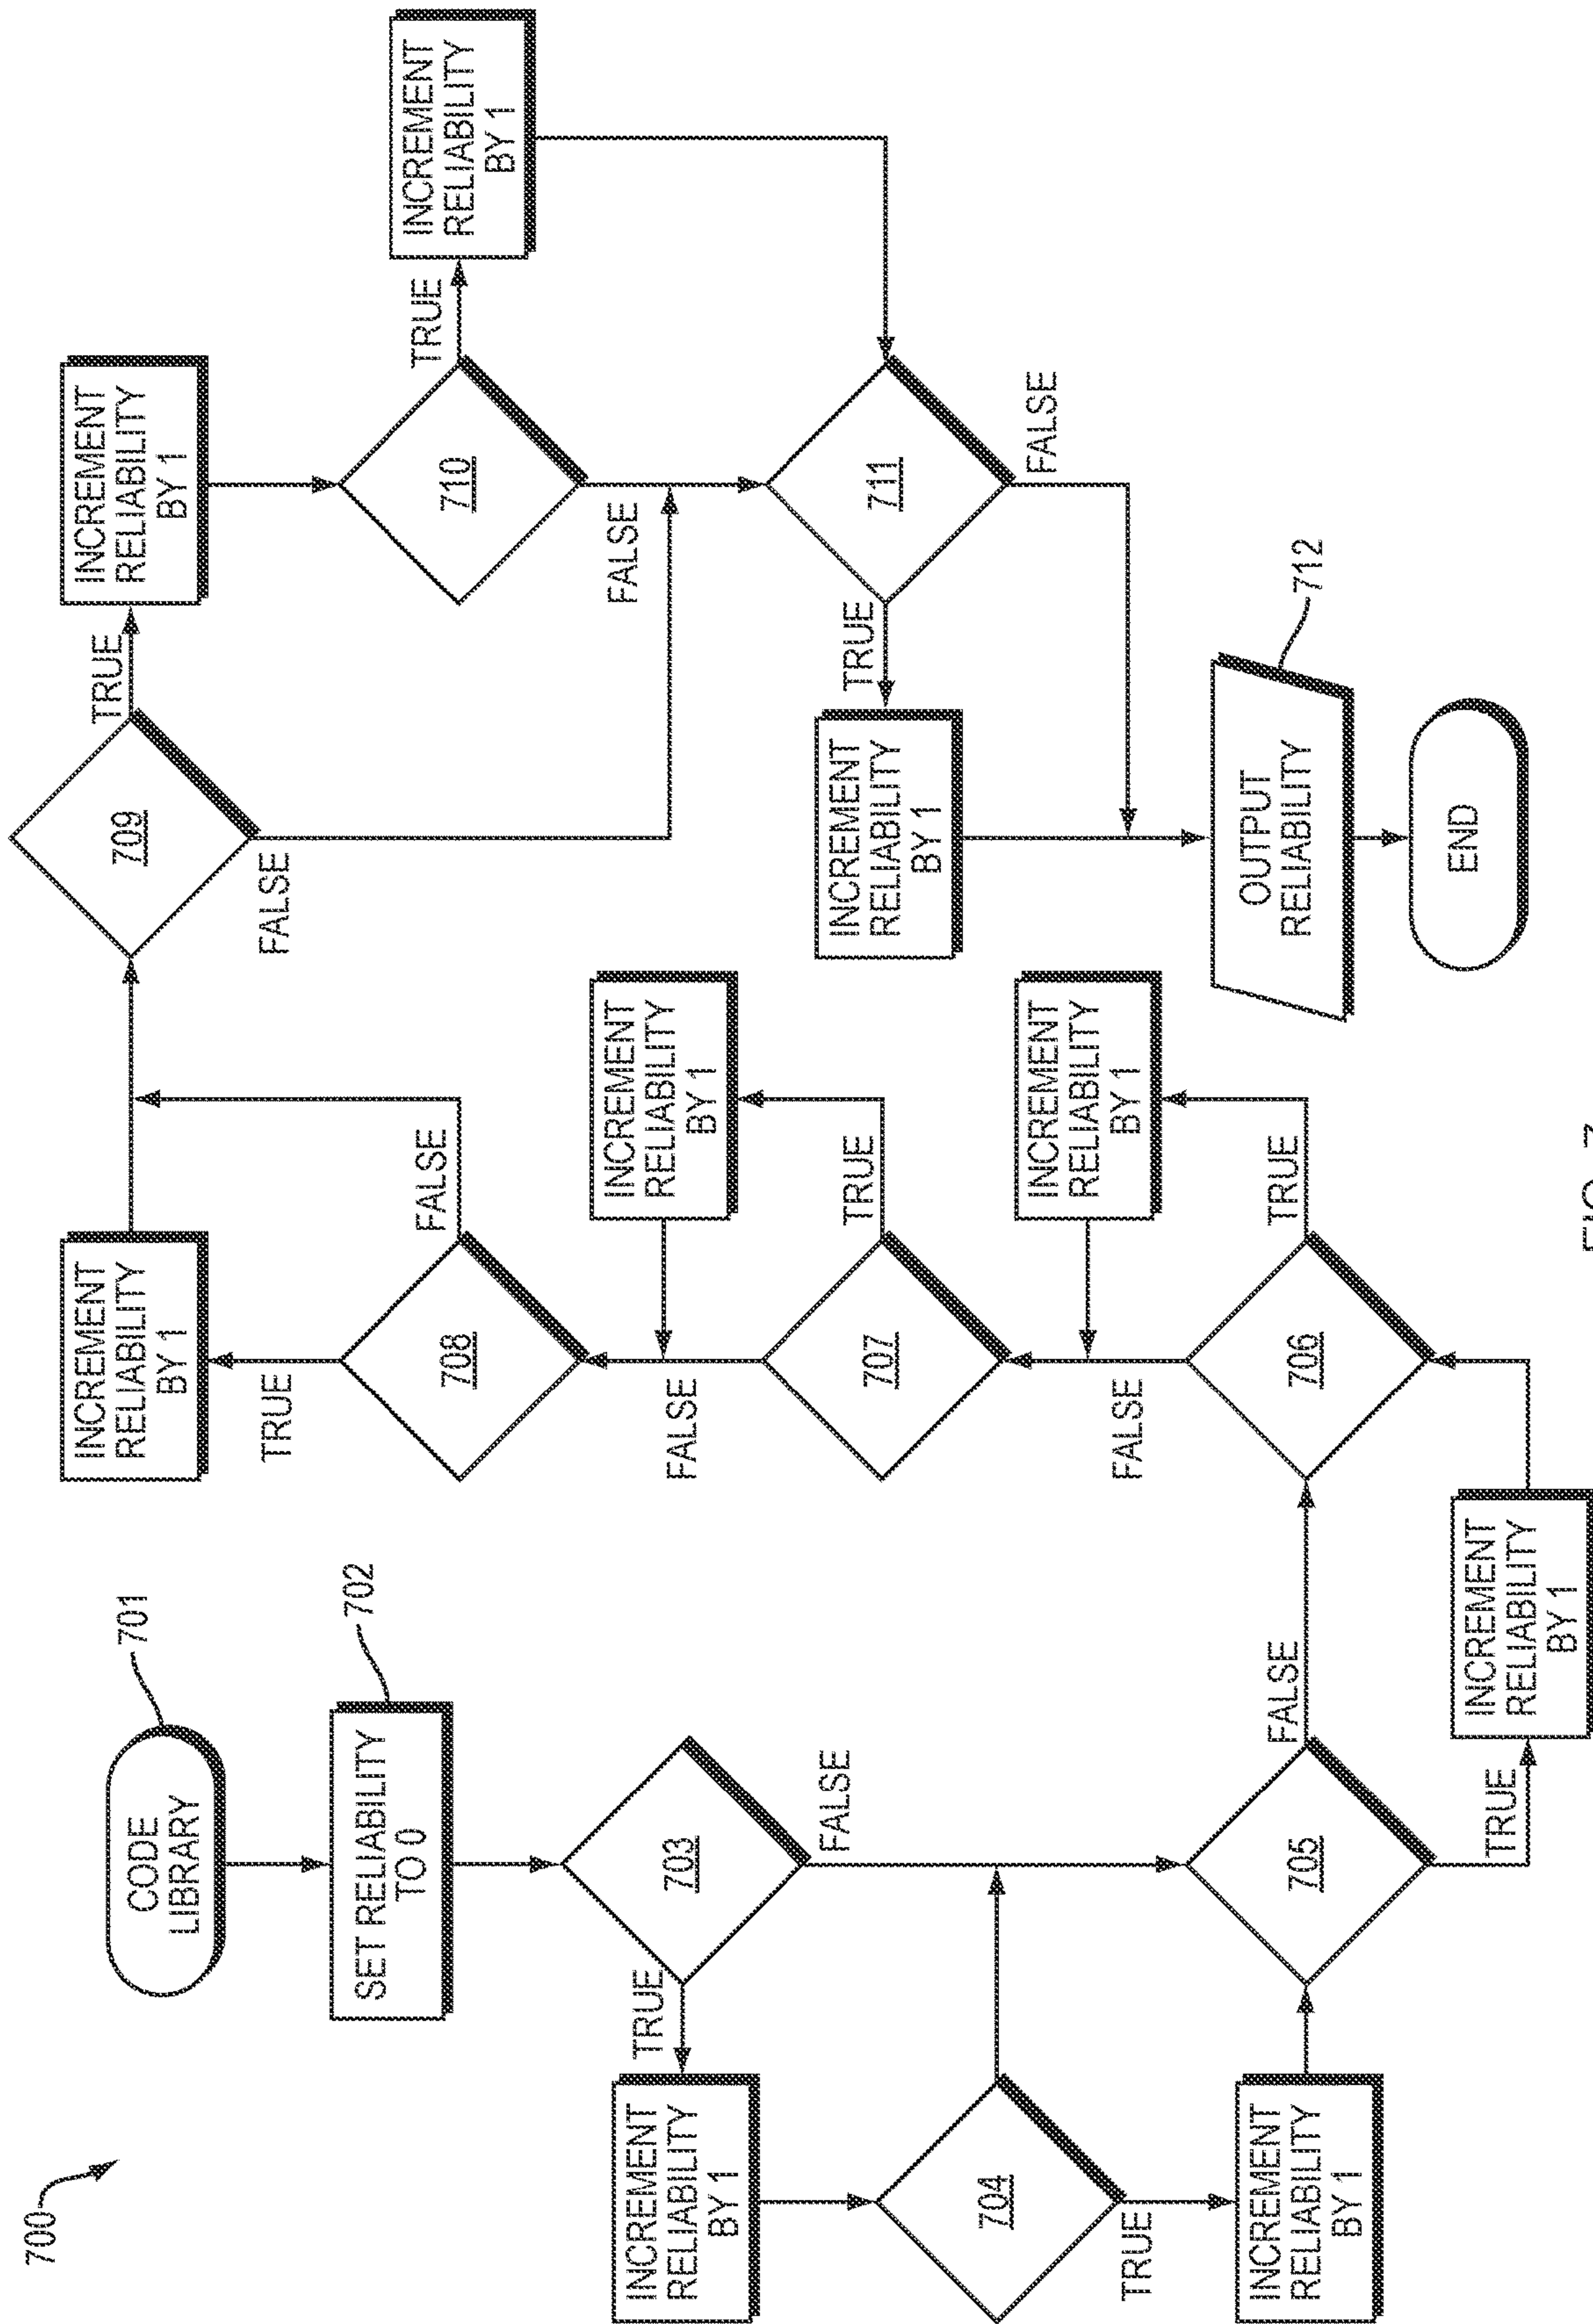 700
CODE
LIBRARY
701
SET RELIABILITY
TO 0
702
703
TRUE
FALSE
INCREMENT
RELIABILITY
BY 1
704
TRUE
INCREMENT
RELIABILITY
BY 1
705
FALSE
TRUE
INCREMENT
RELIABILITY
BY 1
706
TRUE
FALSE
INCREMENT
RELIABILITY
BY 1
707
TRUE
FALSE
INCREMENT
RELIABILITY
BY 1
708
TRUE
FALSE
INCREMENT
RELIABILITY
BY 1
709
TRUE
FALSE
INCREMENT
RELIABILITY
BY 1
710
TRUE
FALSE
INCREMENT
RELIABILITY
BY 1
711
TRUE
FALSE
INCREMENT
RELIABILITY
BY 1
OUTPUT
RELIABILITY
712
END
FIG. 7